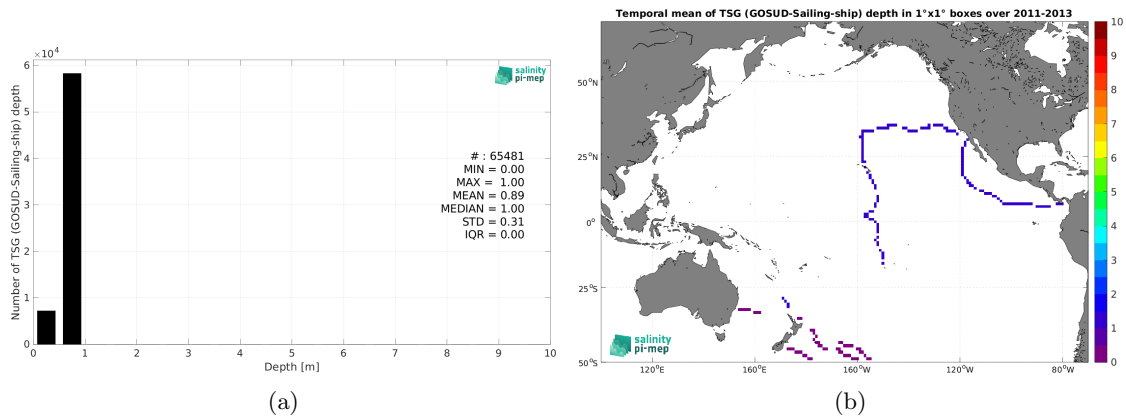 ×10⁴
6
5
4
3
2
1
0
Number of TSG (GOSUD-Sailing-ship) depth
salinity
pi-mep
# : 65481
MIN = 0.00
MAX = 1.00
MEAN = 0.89
MEDIAN = 1.00
STD = 0.31
IQR = 0.00
0 1 2 3 4 5 6 7 8 9 10
Depth [m]
(a)
Temporal mean of TSG (GOSUD-Sailing-ship) depth in 1°x1° boxes over 2011-2013
50°N
25°N
0°
25°S
50°S
salinity
pi-mep
120°E 160°E 160°W 120°W 80°W
10
9
8
7
6
5
4
3
2
1
0
(b)